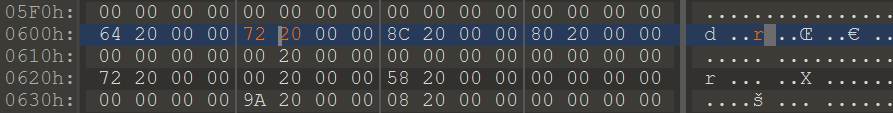 05F0h: 00 00 00 00 00 00 00 00 00 00 00 00 00 00 00 00 ................
0600h: 64 20 00 00 72 20 00 00 8C 20 00 00 80 20 00 00 d ..r ..Œ ..€ ..
0610h: 00 00 00 00 00 00 00 00 00 00 00 00 00 00 00 00 ................
0620h: 72 20 00 00 00 20 00 00 58 20 00 00 00 00 00 00 r ... ..X ......
0630h: 00 00 00 00 9A 20 00 00 08 20 00 00 00 00 00 00 ....š ... ......